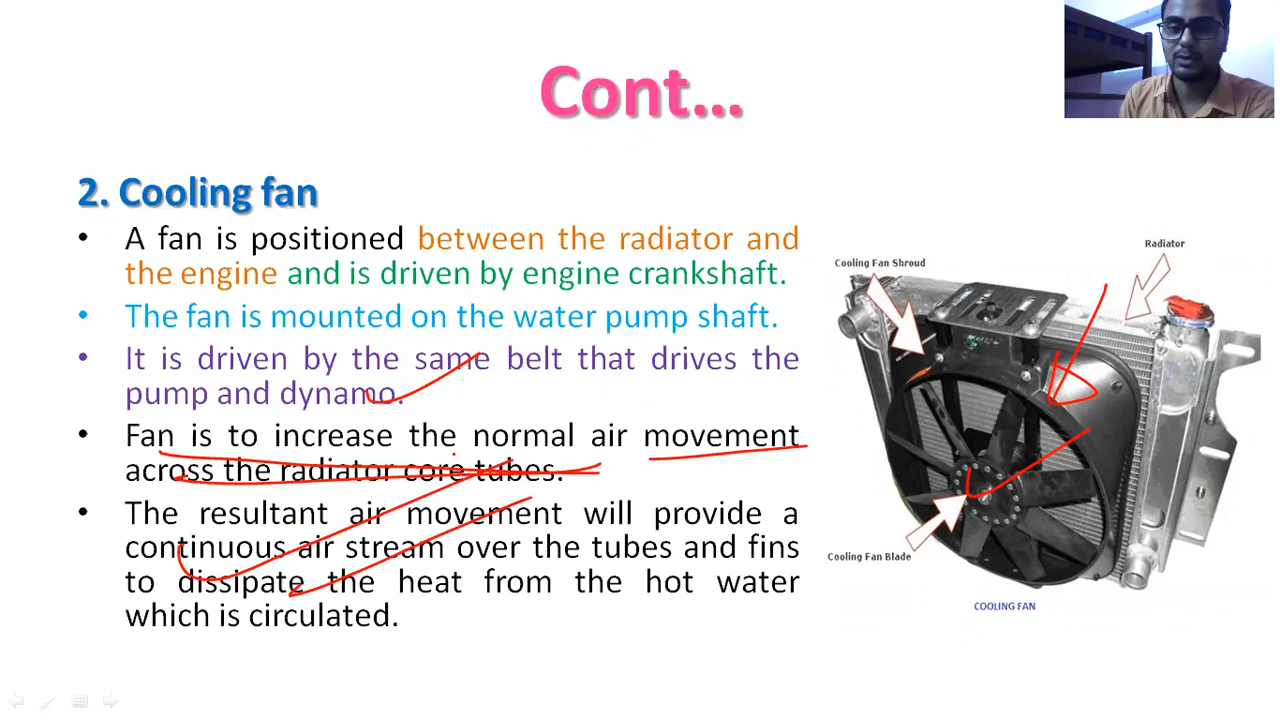 Cont...
2. Cooling fan
• A fan is positioned between the radiator and
the engine and is driven by engine crankshaft.
• The fan is mounted on the water pump shaft.
• It is driven by the same belt that drives the
pump and dynamo.
• Fan is to increase the normal air movement
across the radiator core tubes.
• The resultant air movement will provide a
continuous air stream over the tubes and fins
to dissipate the heat from the hot water
which is circulated.
Radiator
Cooling Fan Shroud
Cooling Fan Blade
COOLING FAN